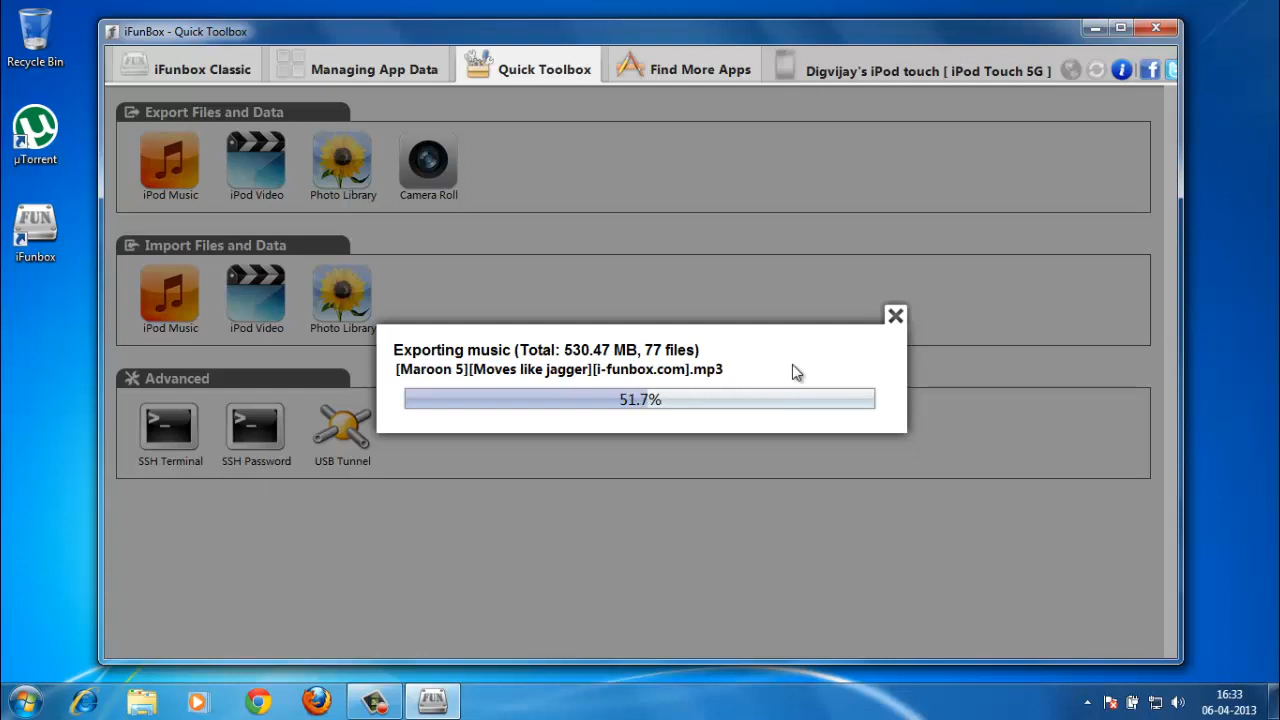 Recycle Bin
µTorrent
FUN
iFunbox
iFunBox - Quick Toolbox
FUN iFunbox Classic
Managing App Data
Quick Toolbox
Find More Apps
Digvijay's iPod touch [ iPod Touch 5G ]
Export Files and Data
iPod Music
iPod Video
Photo Library
Camera Roll
Import Files and Data
iPod Music
iPod Video
Photo Library
Exporting music (Total: 530.47 MB, 77 files)
[Maroon 5][Moves like jagger][i-funbox.com].mp3
51.7%
Advanced
SSH Terminal
SSH Password
USB Tunnel
FUN
16:33
06-04-2013